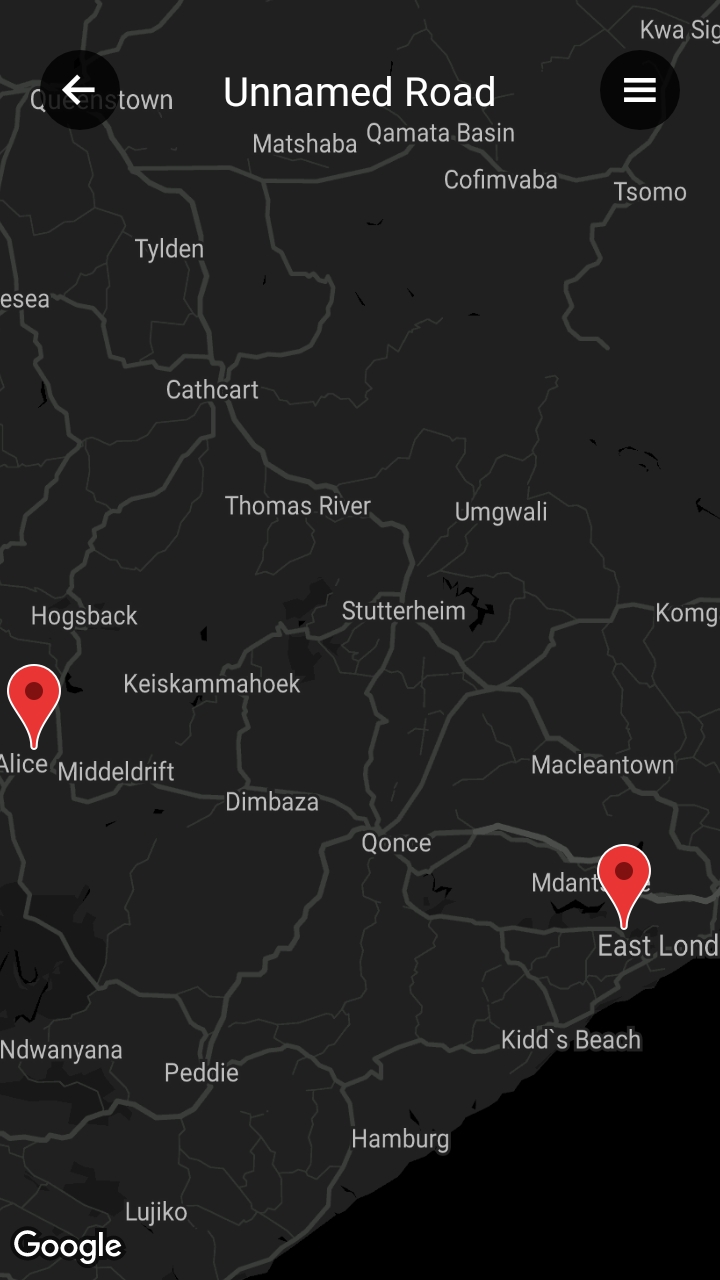 Kwa Sig
Queenstown
Unnamed Road
Matshaba
Qamata Basin
Cofimvaba
Tsomo
Tylden
esea
Cathcart
Thomas River
Umgwali
Hogsback
Stutterheim
Komg
Keiskammahoek
Alice
Middeldrift
Macleantown
Dimbaza
Qonce
Mdant
e
East Lond
Kidd`s Beach
Ndwanyana
Peddie
Hamburg
Lujiko
Google